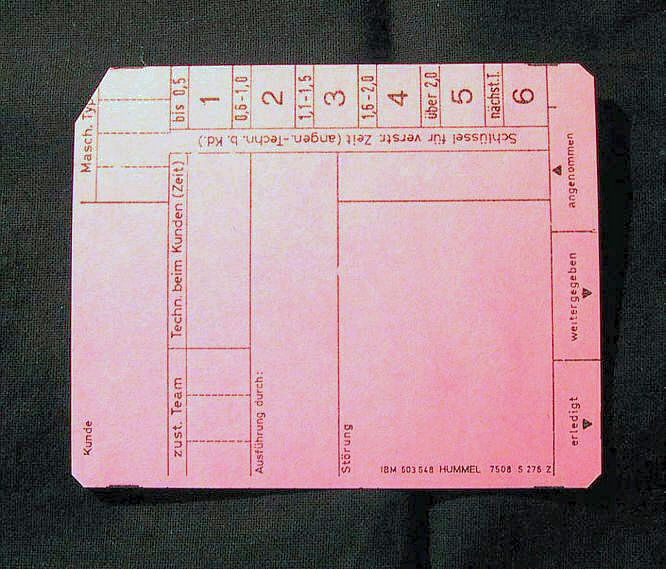 Masch. Typ
bis 0,5
1
0,6-1,0
2
1,1-1,5
3
1,6-2,0
4
über 2,0
5
nächst.T.
6
Schlüssel für verstr. Zeit (angen.-Techn. b. Kd.)
Kunde
zust. Team
Techn. beim Kunden (Zeit)
Ausführung durch:
Störung
erledigt
weitergegeben
angenommen
IBM 503548 HUMMEL 7508 S 276 Z